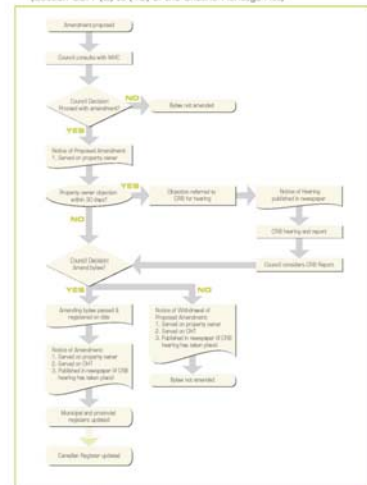 Amendment proposed
Council consults with MHC
Council Decision
Proceed with amendment?
NO
Bylaw not amended
YES
Notice of Proposed Amendment:
1. Served on property owner
Property owner objection
within 30 days?
YES
Objection referred to
CRB for hearing
Notice of Hearing
published in newspaper
NO
CRB hearing and report
Council Decision
Amend bylaw?
Council considers CRB Report
YES
NO
Amending bylaw passed &
registered on title
Notice of Withdrawal of
Proposed Amendment:
1. Served on property owner
2. Served on OHT
3. Published in newspaper (if CRB
hearing has taken place)
Notice of Amendment:
1. Served on property owner
2. Served on OHT
3. Published in newspaper (if CRB
hearing has taken place)
Bylaw not amended
Municipal and provincial
registers updated
Canadian Register updated